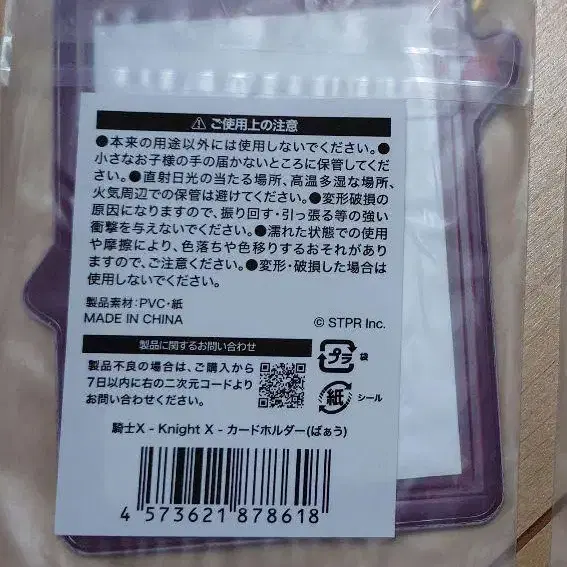 ⚠ご使用上の注意
●本来の用途以外には使用しないでください。●
小さなお子様の手の届かないところに保管してくだ
さい。●直射日光の当たる場所、高温多湿な場所、
火気周辺での保管は避けてください。●変形破損の
原因になりますので、振り回す・引っ張る等の強い
衝撃を与えないでください。●濡れた状態での使用
や摩擦により、色落ちや色移りするおそれがありま
すので、ご注意ください。●変形・破損した場合は
使用しないでください。
製品素材:PVC・紙
MADE IN CHINA
© STPR Inc.
製品に関するお問い合わせ
製品不良の場合は、ご購入から
7日以内に右の二次元コードより
お問い合わせください。
プラ 袋
紙 シール
騎士X - Knight X - カードホルダー(ばぁう)
4 573621 878618